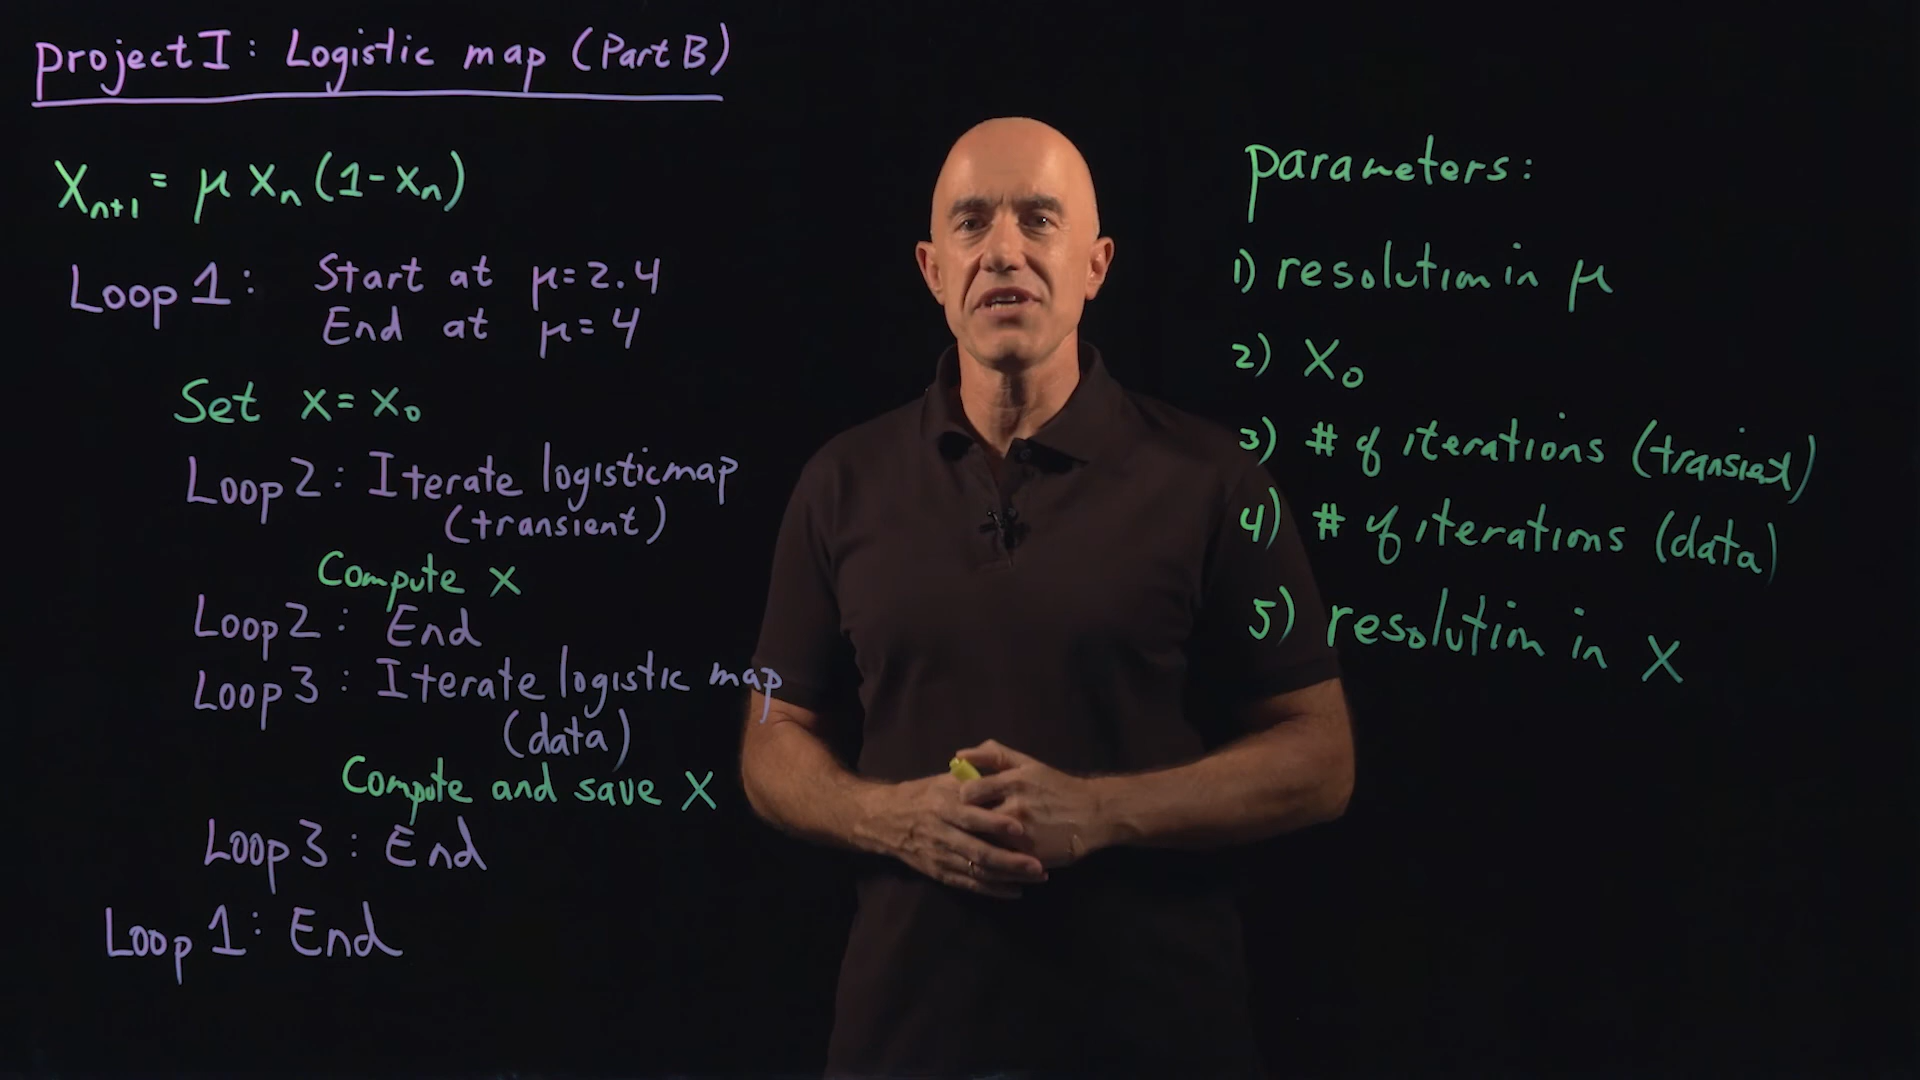 Project I: Logistic map (Part B)
Xn+1 = μ Xn (1-Xn)
Loop 1: Start at μ=2.4
End at μ=4
Set X=X0
Loop 2: Iterate logistic map
(transient)
Compute X
Loop 2: End
Loop 3: Iterate logistic map
(data)
Compute and save X
Loop 3: End
Loop 1: End
parameters:
1) resolution in μ
2) X0
3) # of iterations (transient)
4) # of iterations (data)
5) resolution in X